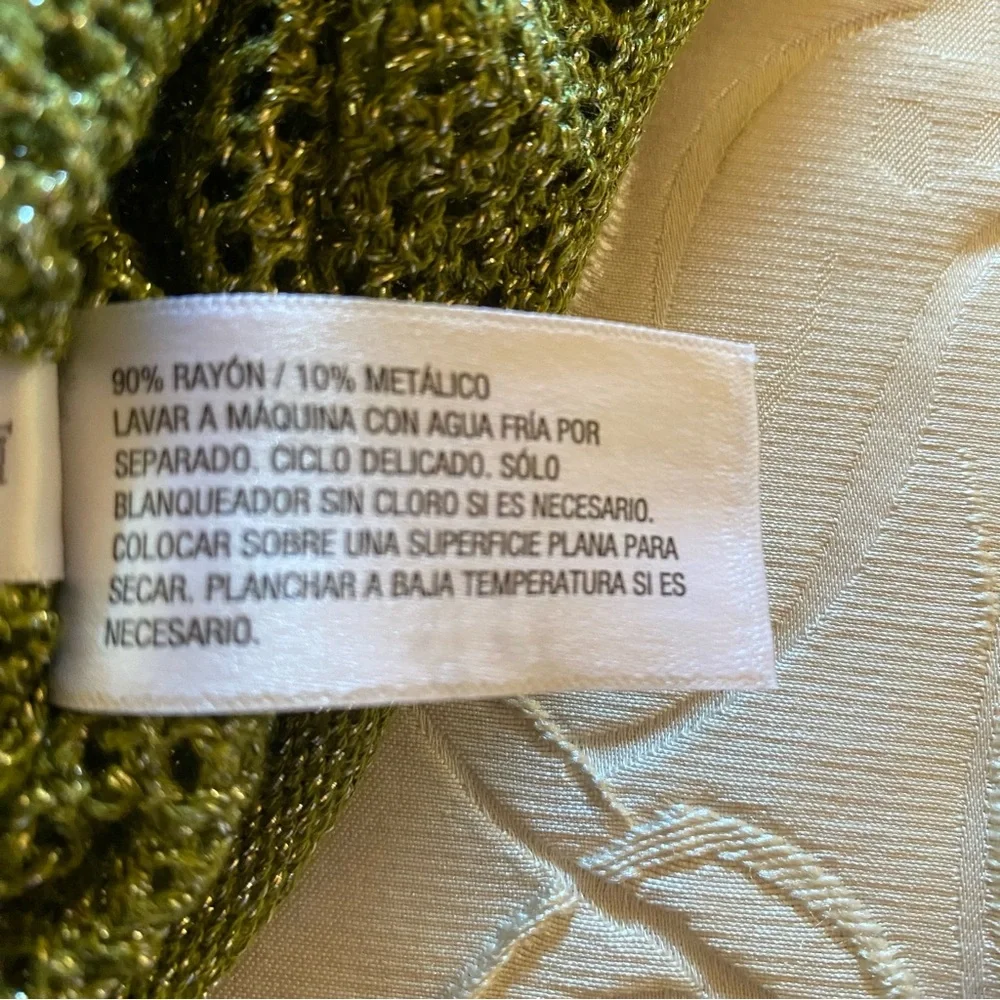 90% RAYÓN / 10% METÁLICO
LAVAR A MÁQUINA CON AGUA FRÍA POR
SEPARADO. CICLO DELICADO. SÓLO
BLANQUEADOR SIN CLORO SI ES NECESARIO.
COLOCAR SOBRE UNA SUPERFICIE PLANA PARA
SECAR. PLANCHAR A BAJA TEMPERATURA SI ES
NECESARIO.